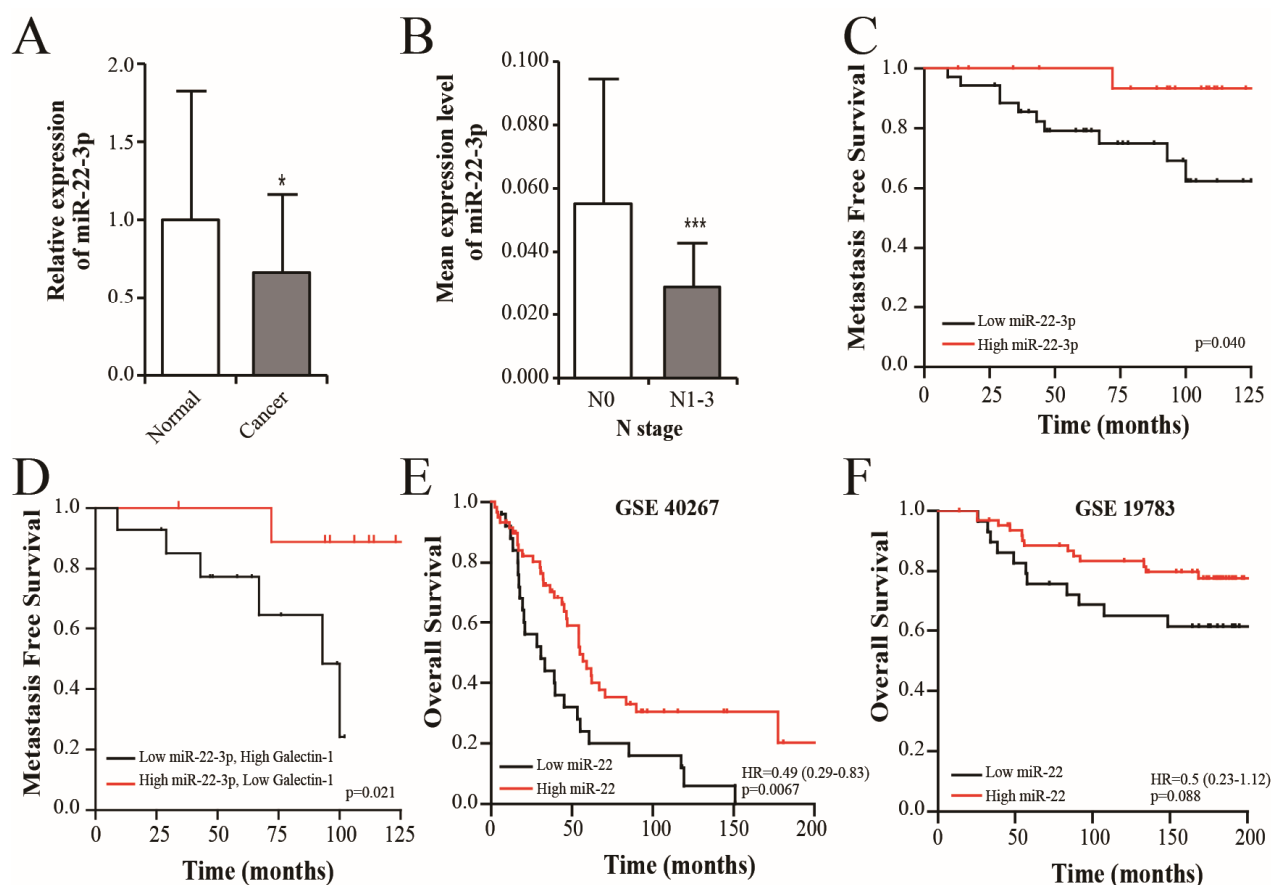 A
Relative expression
of miR-22-3p
2.0
1.5
1.0
0.5
0.0
*
Normal
Cancer
B
Mean expression level
of miR-22-3p
0.100
0.080
0.060
0.040
0.020
0.000
***
N0
N1-3
N stage
C
Metastasis Free Survival
1.0
0.8
0.6
0.4
0.6
0.0
Low miR-22-3p
High miR-22-3p
p=0.040
0
25
50
75
100
125
Time (months)
D
Metastasis Free Survival
1.0
0.8
0.6
0.4
0.2
0.0
Low miR-22-3p, High Galectin-1
High miR-22-3p, Low Galectin-1
p=0.021
0
25
50
75
100
125
Time (months)
E
GSE 40267
Overall Survival
1.0
0.8
0.6
0.4
0.2
0.0
Low miR-22
High miR-22
HR=0.49 (0.29-0.83)
p=0.0067
0
50
100
150
200
Time (months)
F
GSE 19783
Overall Survival
1.0
0.8
0.6
0.4
0.2
0.0
Low miR-22
High miR-22
HR=0.5 (0.23-1.12)
p=0.088
0
50
100
150
200
Time (months)